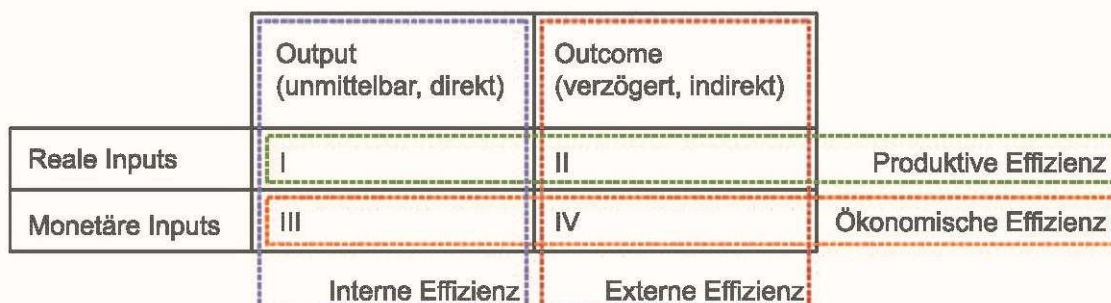 Output
(unmittelbar, direkt)
Outcome
(verzögert, indirekt)
Reale Inputs
I
II
Produktive Effizienz
Monetäre Inputs
III
IV
Ökonomische Effizienz
Interne Effizienz
Externe Effizienz